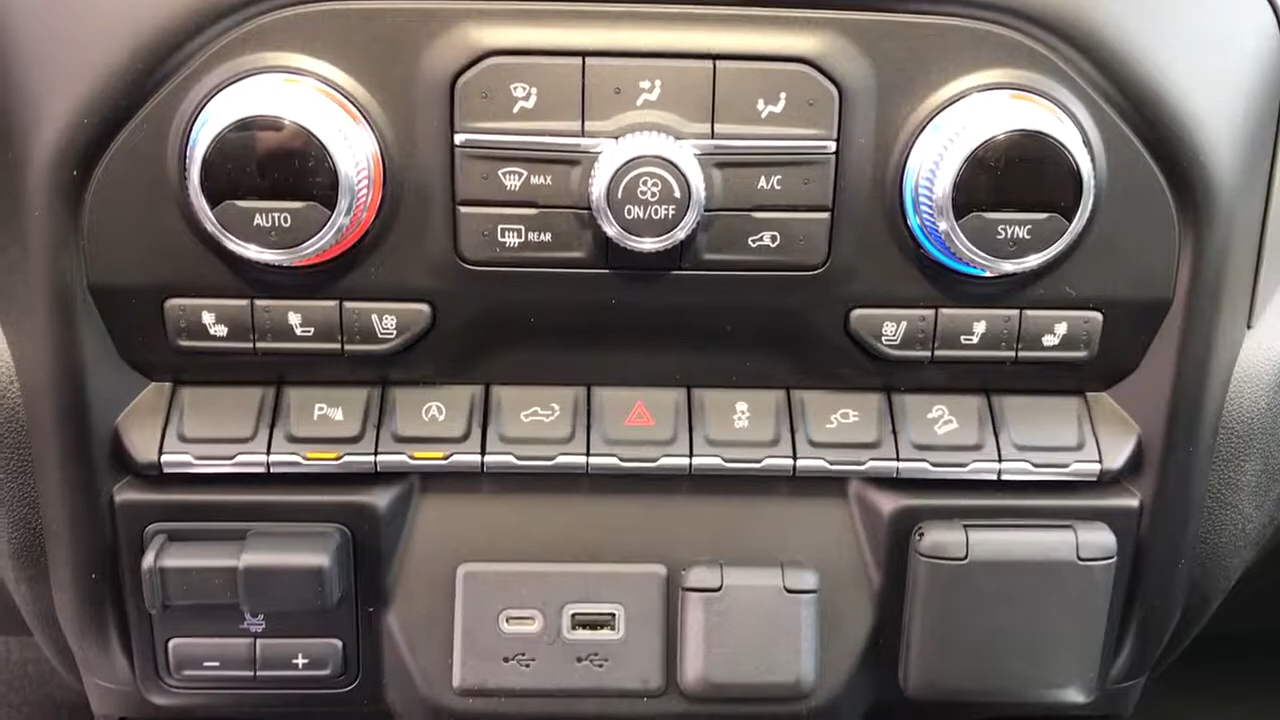 MAX
A/C
ON/OFF
AUTO
REAR
SYNC
P
A
OFF
- +